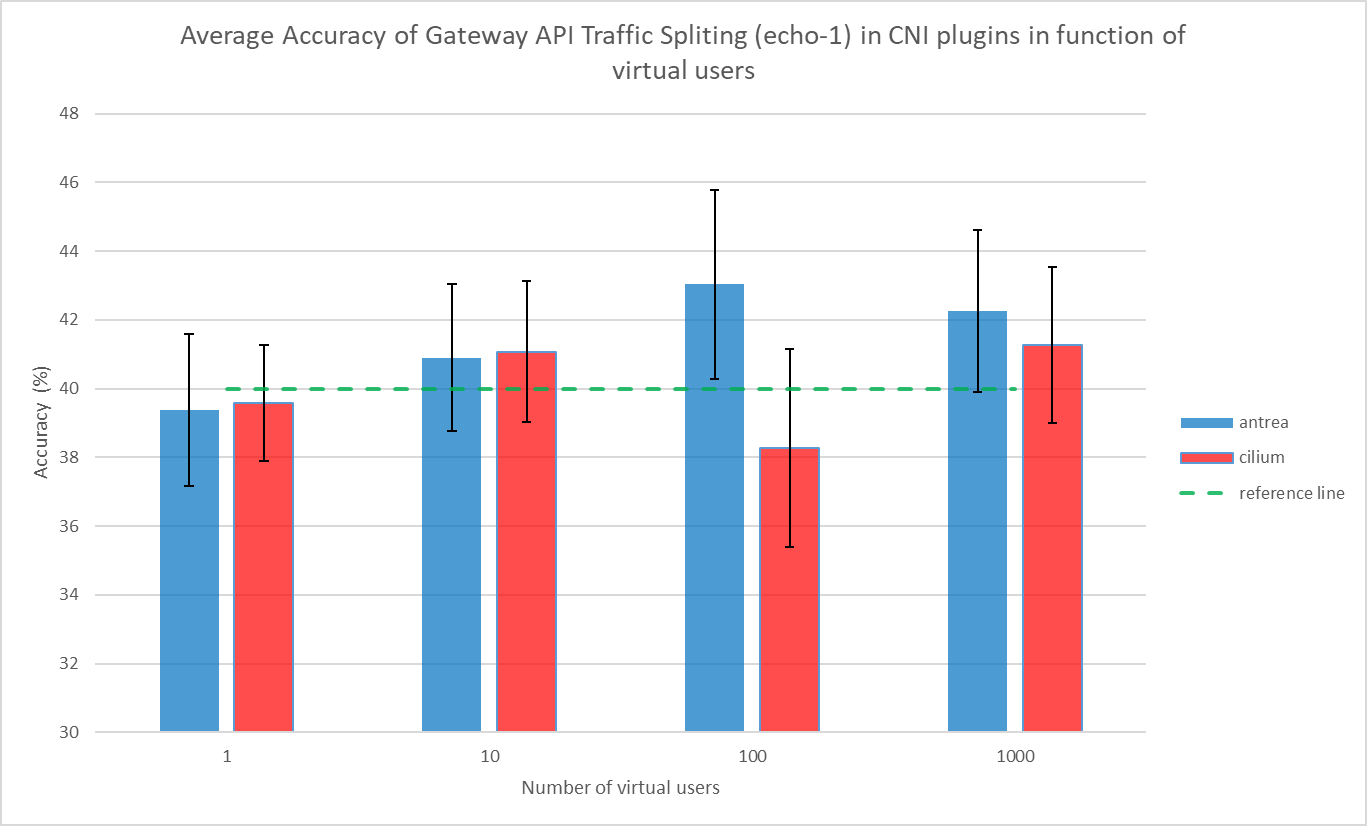 Average Accuracy of Gateway API Traffic Spliting (echo-1) in CNI plugins in function of
virtual users
48
46
44
42
40
38
36
34
32
30
Accuracy (%)
1
10
100
1000
Number of virtual users
antrea
cilium
reference line